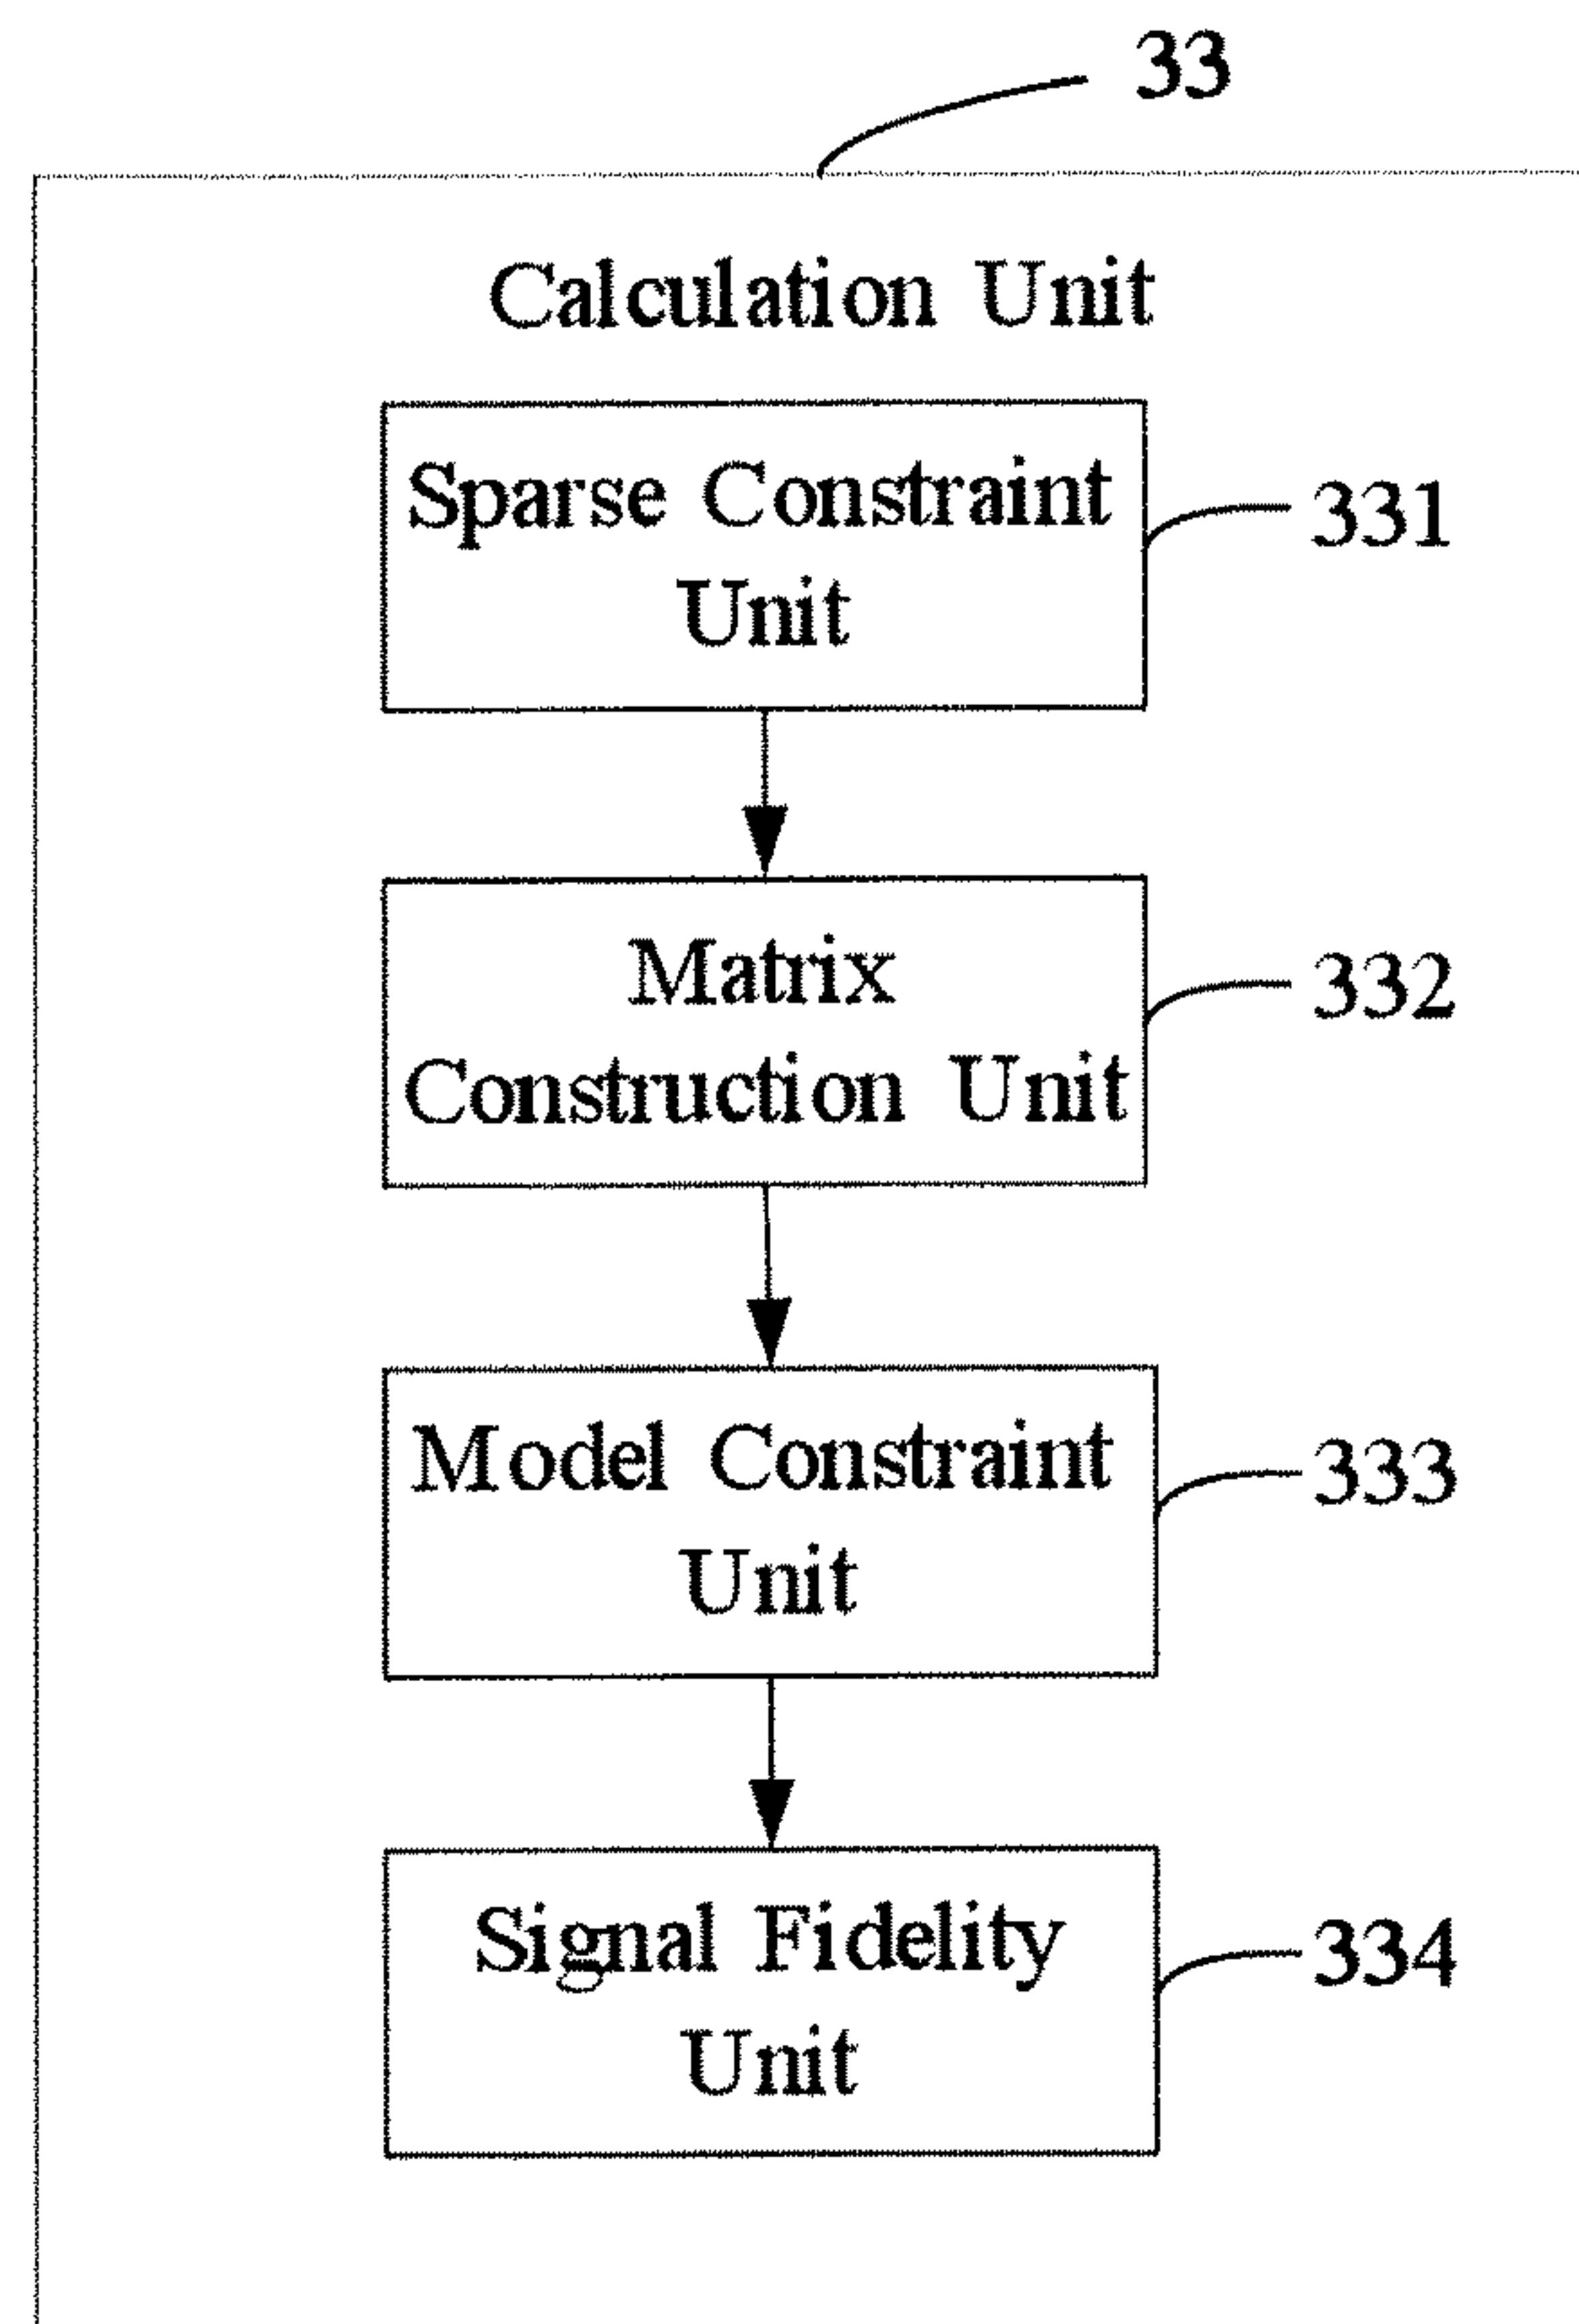 33
Calculation Unit
Sparse Constraint
Unit
331
Matrix
Construction Unit
332
Model Constraint
Unit
333
Signal Fidelity
Unit
334